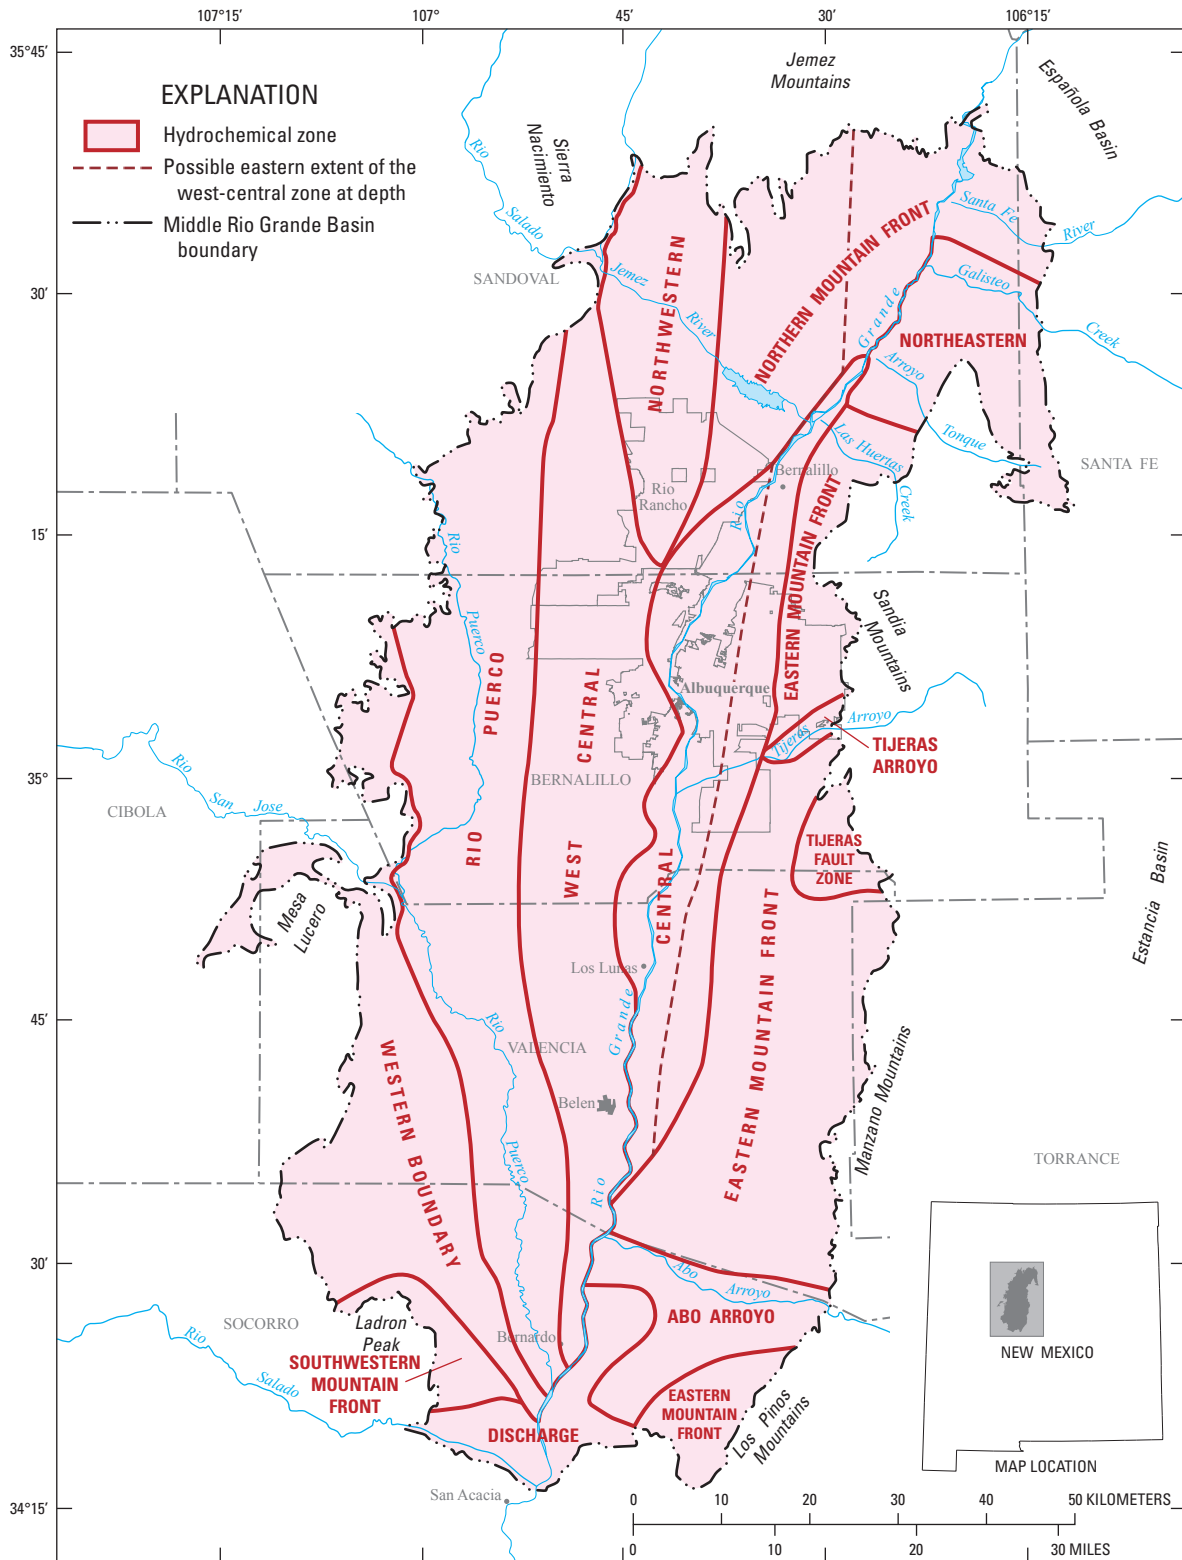 107°15′
107°
45′
30′
106°15′
35°45′
30′
15′
35°
45′
30′
34°15′
EXPLANATION
Hydrochemical zone
Possible eastern extent of the
west-central zone at depth
Middle Rio Grande Basin
boundary
Jemez
Mountains
Española Basin
Sierra
Nacimiento
Rio
Salado
SANDOVAL
Jemez
River
Santa Fe
River
Galisteo
Creek
NORTHWESTERN
NORTHERN MOUNTAIN FRONT
NORTHEASTERN
Rio Grande
Arroyo
Tonque
Las Huertas
Creek
SANTA FE
Rio
Rancho
Bernalillo
Rio
Puerco
EASTERN MOUNTAIN FRONT
Sandia
Mountains
RIO PUERCO
WEST CENTRAL
Albuquerque
Tijeras
Arroyo
TIJERAS
ARROYO
BERNALILLO
CIBOLA
Rio
San
Jose
TIJERAS
FAULT
ZONE
CENTRAL
Mesa
Lucero
Estancia Basin
Los Lunas
EASTERN MOUNTAIN FRONT
Rio
Puerco
VALENCIA
Grande
Belen
Manzano Mountains
WESTERN BOUNDARY
Rio
TORRANCE
Abo
Arroyo
ABO ARROYO
SOCORRO
Ladron
Peak
Bernardo
SOUTHWESTERN
MOUNTAIN
FRONT
Rio
Salado
EASTERN
MOUNTAIN
FRONT
Los Pinos
Mountains
DISCHARGE
San Acacia
NEW MEXICO
MAP LOCATION
0 10 20 30 40 50 KILOMETERS
0 10 20 30 MILES